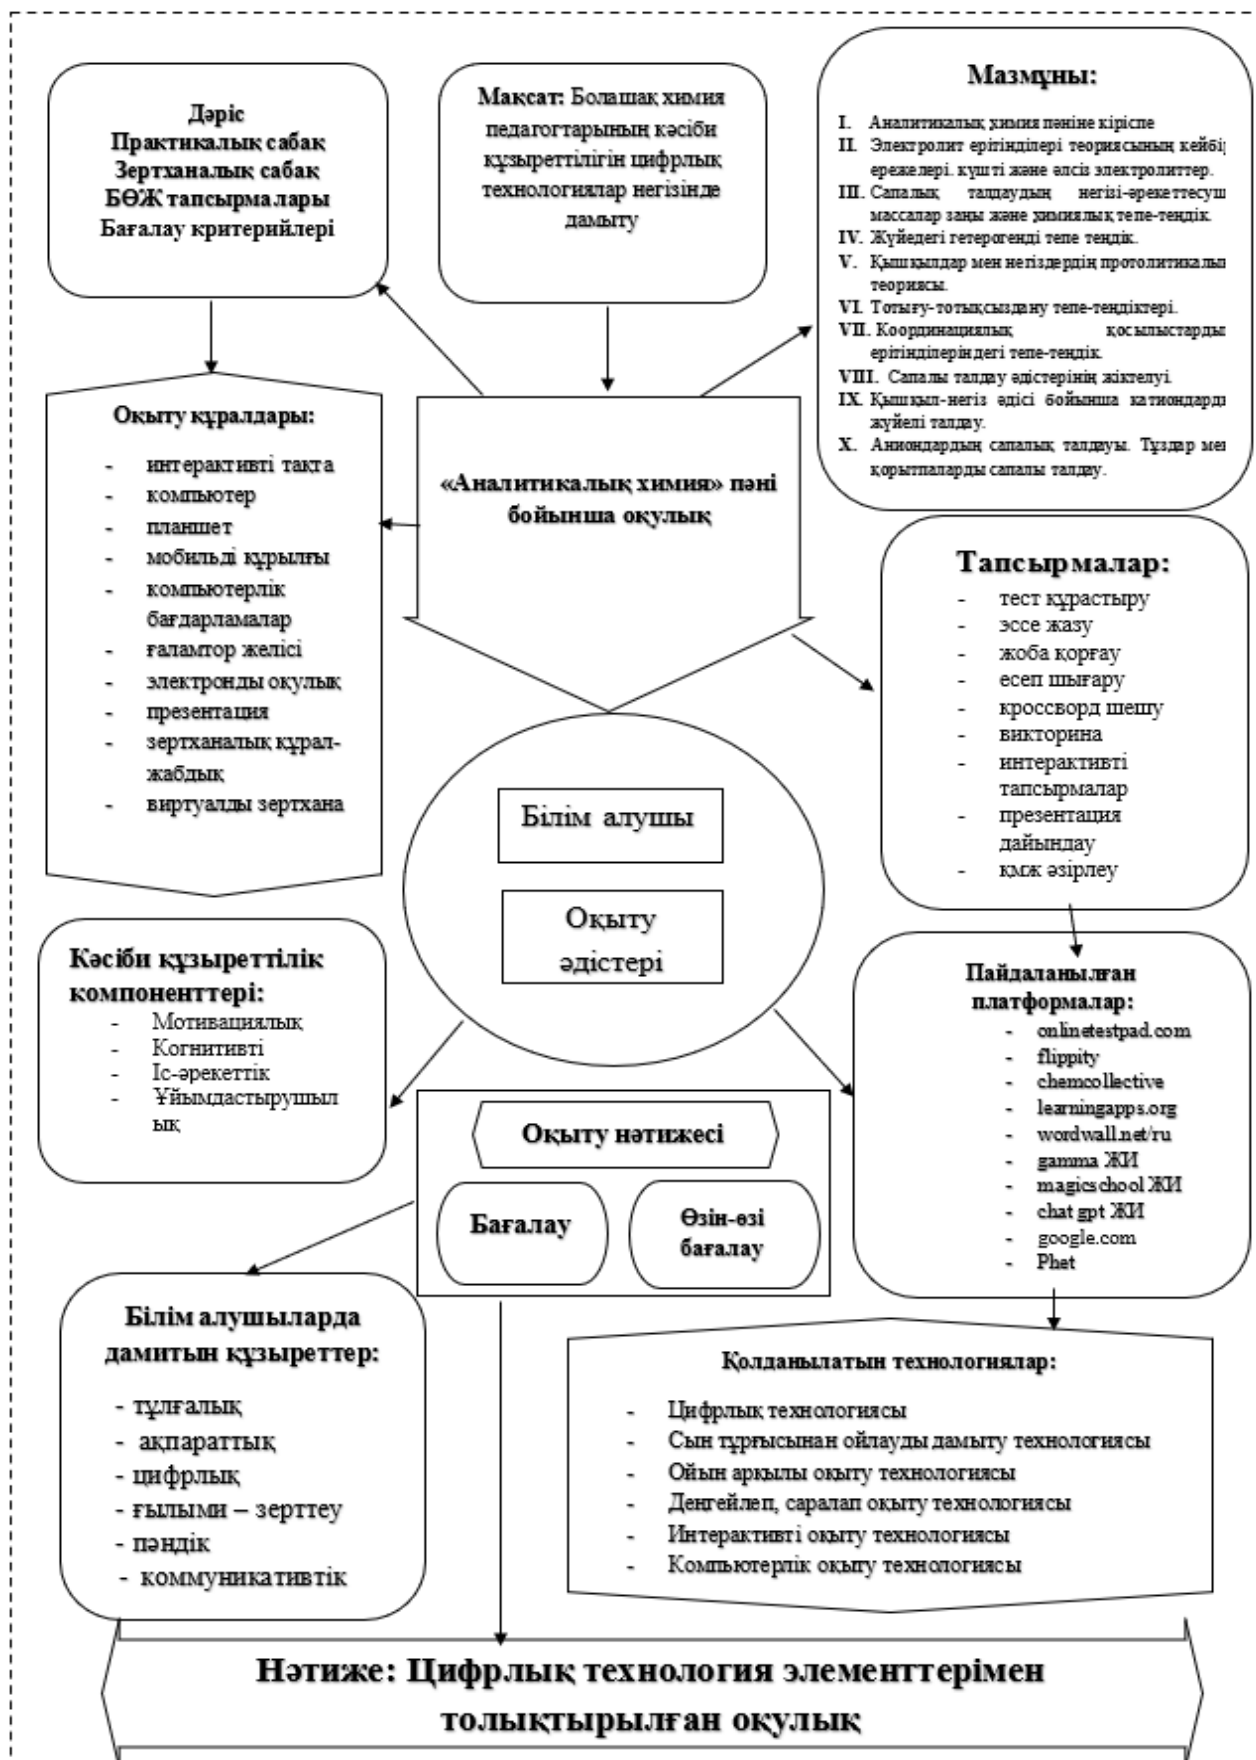 Дәріс
Практикалық сабақ
Зертханалық сабақ
БӨЖ тапсырмалары
Бағалау критерийлері
Мақсат: Болашақ химия
педагогтарының кәсіби
құзыреттілігін цифрлық
технологиялар негізінде
дамыту
Мазмұны:
I. Аналитикалық химия пәніне кіріспе
II. Электролит ерітінділері теориясының кейбір
ережелері. күшті және әлсіз электролиттер.
III. Сапалық талдаудың негізі-әрекеттесуш
массалар заңы және химиялық тепе-теңдік.
IV. Жүйедегі гетерогенді тепе теңдік.
V. Қышқылдар мен негіздердің протолитикалық
теориясы.
VI. Тотығу-тотықсыздану тепе-теңдіктері.
VII. Координациялық қосылыстарды
ерітінділеріндегі тепе-теңдік.
VIII. Сапалы талдау әдістерінің жіктелуі.
IX. Қышқыл-негіз әдісі бойынша катиондарды
жүйелі талдау.
X. Аниондардың сапалық талдауы. Тұздар мен
қорытпаларды сапалы талдау.
Оқыту құралдары:
- интерактивті тақта
- компьютер
- планшет
- мобильді құрылғы
- компьютерлік
бағдарламалар
- ғаламтор желісі
- электронды оқулық
- презентация
- зертханалық құрал-
жабдық
- виртуалды зертхана
«Аналитикалық химия» пәні
бойынша оқулық
Тапсырмалар:
- тест құрастыру
- эссе жазу
- жоба қорғау
- есеп шығару
- кроссворд шешу
- викторина
- интерактивті
тапсырмалар
- презентация
дайындау
- қмж әзірлеу
Білім алушы
Оқыту
әдістері
Кәсіби құзыреттілік
компоненттері:
- Мотивациялық
- Когнитивті
- Іс-әрекеттік
- Ұйымдастырушыл
ық
Пайдаланылған
платформалар:
- onlinetestpad.com
- flippity
- chemcollective
- learningapps.org
- wordwall.net/ru
- gamma ЖИ
- magicschool ЖИ
- chat gpt ЖИ
- google.com
- Phet
Оқыту нәтижесі
Бағалау
Өзін-өзі
бағалау
Білім алушыларда
дамитын құзыреттер:
- тұлғалық
- ақпараттық
- цифрлық
- ғылыми – зерттеу
- пәндік
- коммуникативтік
Қолданылатын технологиялар:
- Цифрлық технологиясы
- Сын тұрғысынан ойлауды дамыту технологиясы
- Ойын арқылы оқыту технологиясы
- Деңгейлеп, саралап оқыту технологиясы
- Интерактивті оқыту технологиясы
- Компьютерлік оқыту технологиясы
Нәтиже: Цифрлық технология элементтерімен
толықтырылған оқулық